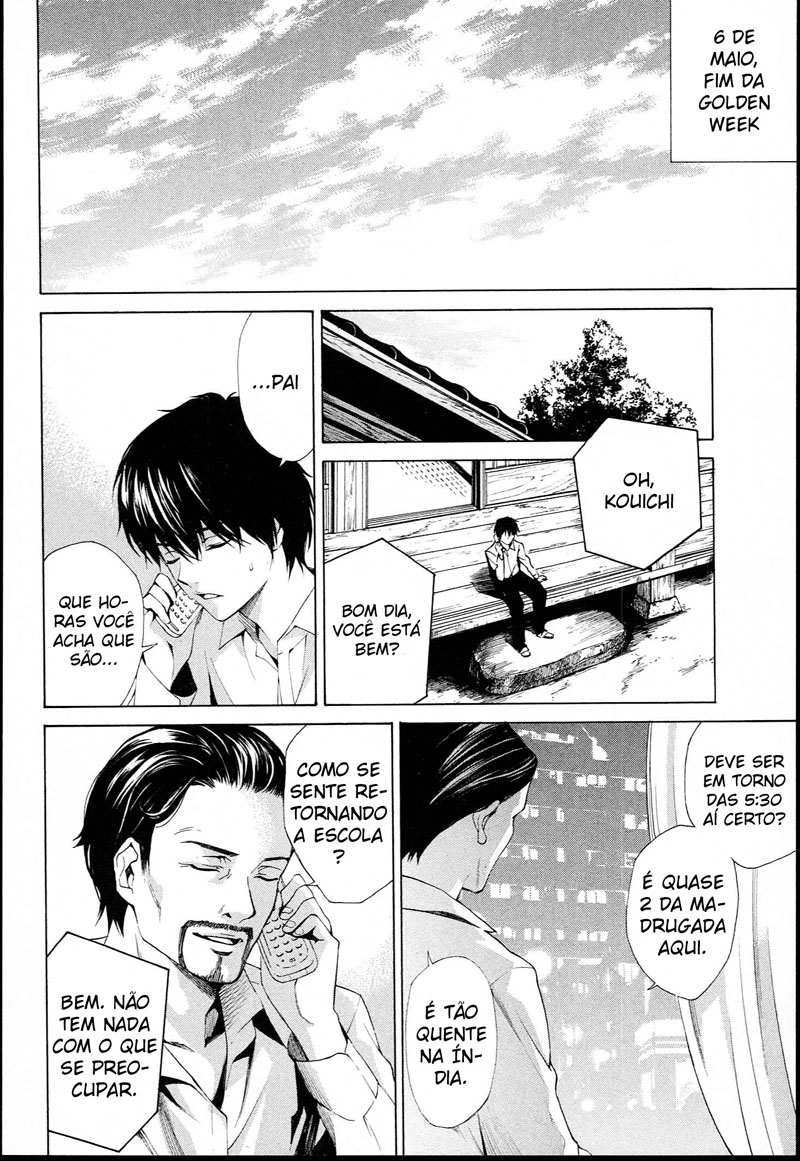 6 DE
MAIO,
FIM DA
GOLDEN
WEEK
OH,
KOUICHI
BOM DIA,
VOCÊ ESTÁ
BEM?
...PAI
QUE HO-
RAS VOCÊ
ACHA QUE
SÃO...
DEVE SER
EM TORNO
DAS 5:30
AÍ CERTO?
É QUASE
2 DA MA-
DRUGADA
AQUI.
É TÃO
QUENTE
NA ÍN-
DIA.
COMO SE
SENTE RE-
TORNANDO
A ESCOLA
?
BEM. NÃO
TEM NADA
COM O QUE
SE PREO-
CUPAR.